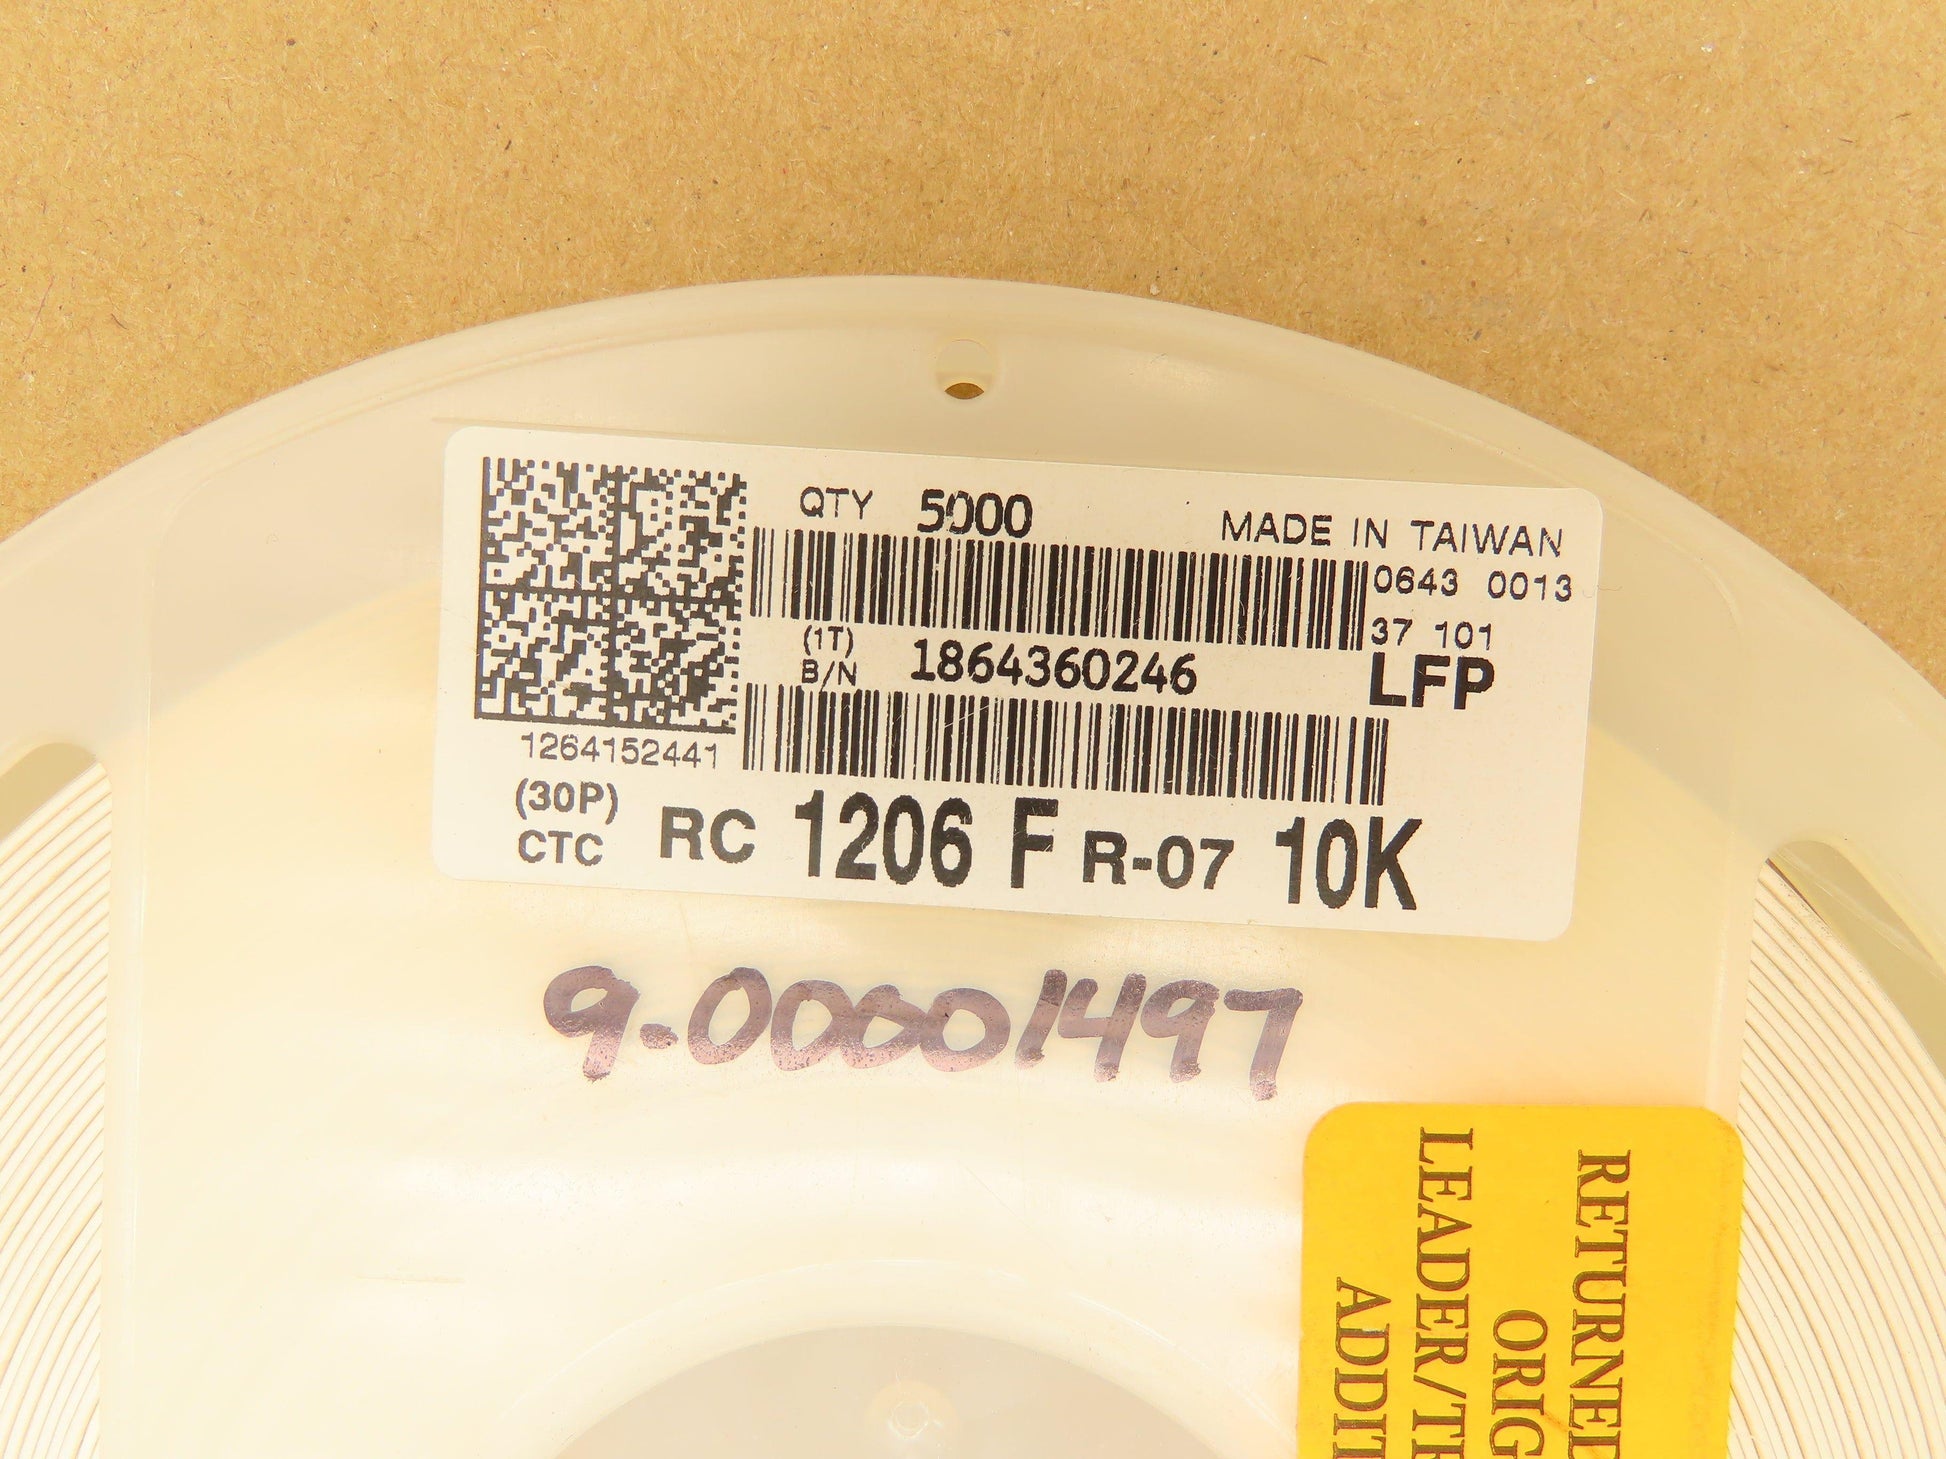 QTY 5000
MADE IN TAIWAN
0643 0013
37 101
(1T)
B/N 1864360246
LFP
1264152441
(30P)
CTC RC 1206 F R-07 10K
9.00001497
RETURNED
ORIG
LEADER/TR
ADDIT